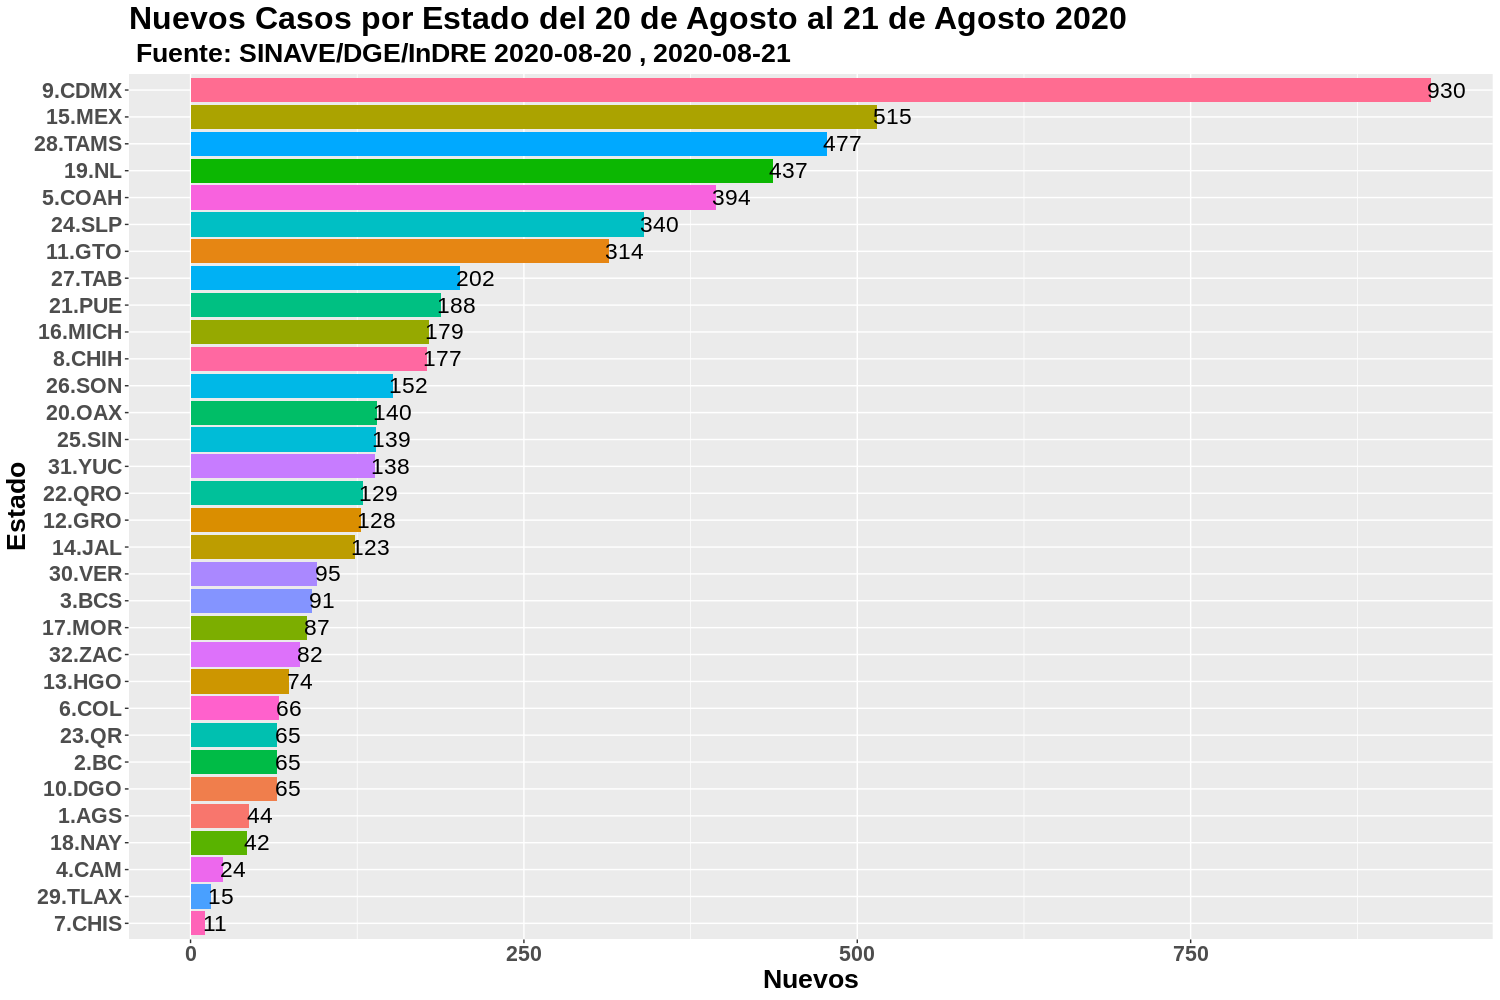 Nuevos Casos por Estado del 20 de Agosto al 21 de Agosto 2020
Fuente: SINAVE/DGE/InDRE 2020-08-20 , 2020-08-21
9.CDMX 930
15.MEX 515
28.TAMS 477
19.NL 437
5.COAH 394
24.SLP 340
11.GTO 314
27.TAB 202
21.PUE 188
16.MICH 179
8.CHIH 177
26.SON 152
20.OAX 140
25.SIN 139
31.YUC 138
22.QRO 129
12.GRO 128
14.JAL 123
30.VER 95
3.BCS 91
17.MOR 87
32.ZAC 82
13.HGO 74
6.COL 66
23.QR 65
2.BC 65
10.DGO 65
1.AGS 44
18.NAY 42
4.CAM 24
29.TLAX 15
7.CHIS 11
Estado
0 250 500 750
Nuevos